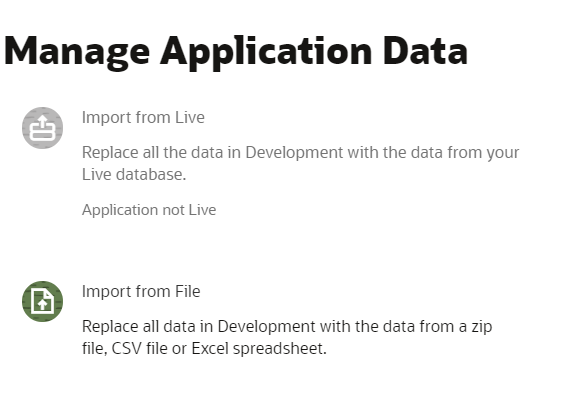 Manage Application Data
Import from Live
Replace all the data in Development with the data from your
Live database.
Application not Live
Import from File
Replace all data in Development with the data from a zip
file, CSV file or Excel spreadsheet.